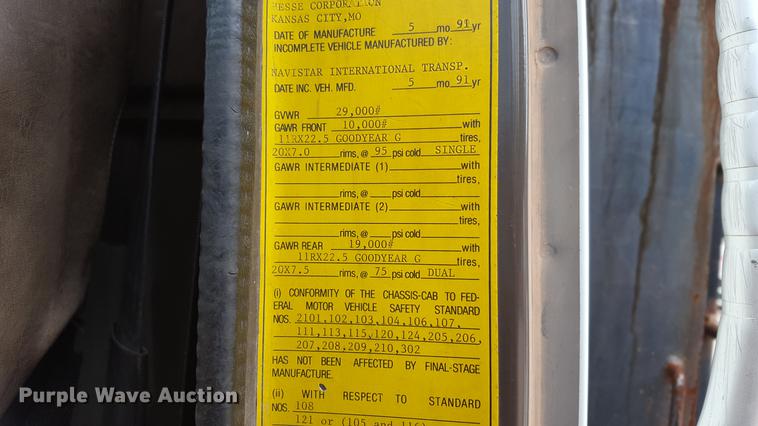 HESSE CORPORATION
KANSAS CITY,MO
DATE OF MANUFACTURE 5 mo 91 yr
INCOMPLETE VEHICLE MANUFACTURED BY:
NAVISTAR INTERNATIONAL TRANSP.
DATE INC. VEH. MFD. 5 mo 91 yr
GVWR 29,000#
GAWR FRONT 10,000# with
11RX22.5 GOODYEAR G tires,
20X7.0 rims, @ 95 psi cold SINGLE
GAWR INTERMEDIATE (1) with
tires,
rims, @ psi cold
GAWR INTERMEDIATE (2) with
tires,
rims, @ psi cold
GAWR REAR 19,000# with
11RX22.5 GOODYEAR G tires,
20X7.5 rims, @ 75 psi cold DUAL
(i) CONFORMITY OF THE CHASSIS-CAB TO FED-
ERAL MOTOR VEHICLE SAFETY STANDARD
NOS. 2101,102,103,104,106,107,
111,113,115,120,124,205,206,
207,208.209,210,302
HAS NOT BEEN AFFECTED BY FINAL-STAGE
MANUFACTURE.
(ii) WITH RESPECT TO STANDARD
NOS. 108
121 or (105 and 116)
Purple Wave Auction